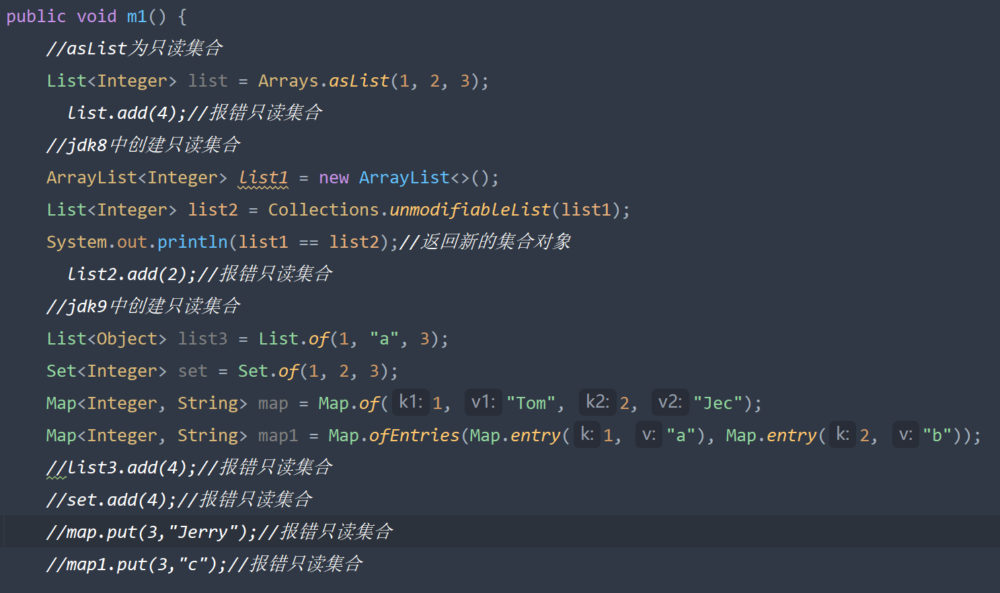 public void m1() {
//asList为只读集合
List<Integer> list = Arrays.asList(1, 2, 3);
list.add(4);//报错只读集合
//jdk8中创建只读集合
ArrayList<Integer> list1 = new ArrayList<>();
List<Integer> list2 = Collections.unmodifiableList(list1);
System.out.println(list1 == list2);//返回新的集合对象
list2.add(2);//报错只读集合
//jdk9中创建只读集合
List<Object> list3 = List.of(1, "a", 3);
Set<Integer> set = Set.of(1, 2, 3);
Map<Integer, String> map = Map.of( k1: 1, v1: "Tom", k2: 2, v2: "Jec");
Map<Integer, String> map1 = Map.ofEntries(Map.entry( k: 1, v: "a"), Map.entry( k: 2, v: "b"));
//list3.add(4);//报错只读集合
//set.add(4);//报错只读集合
//map.put(3,"Jerry");//报错只读集合
//map1.put(3,"c");//报错只读集合